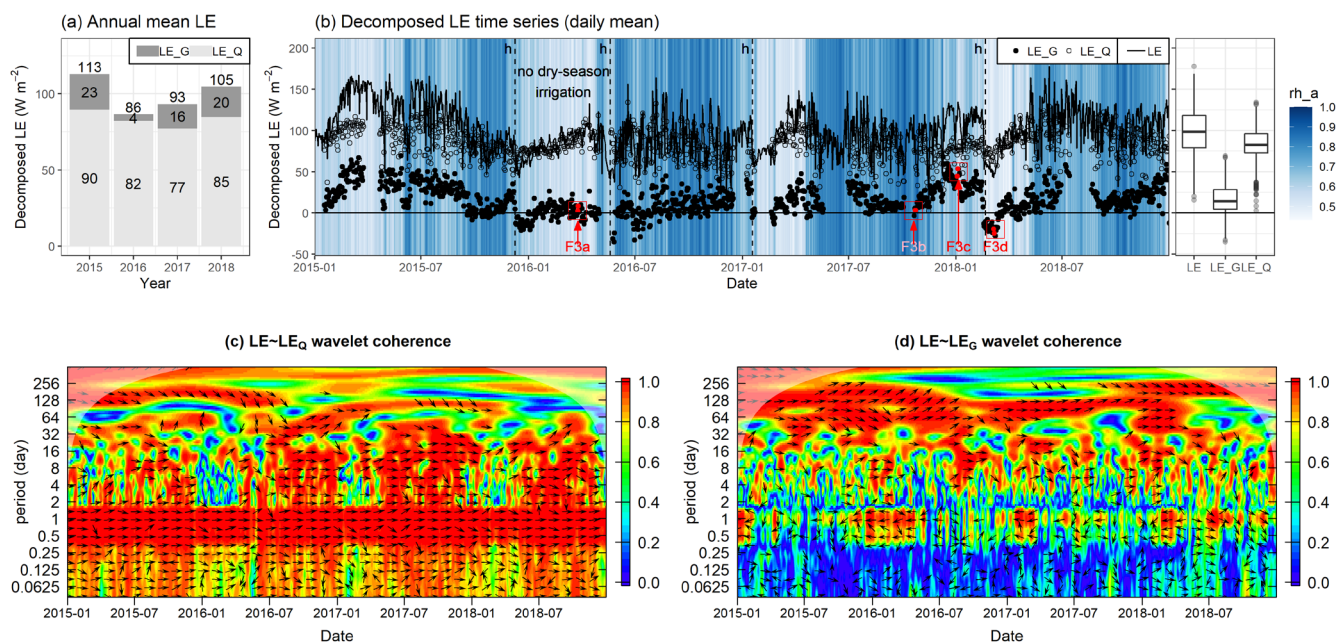 (a) Annual mean LE
Decomposed LE (W m⁻²)
100
50
0
LE_G LE_Q
113
23
90
86
4
82
93
16
77
105
20
85
2015 2016 2017 2018
Year
(b) Decomposed LE time series (daily mean)
Decomposed LE (W m⁻²)
200
150
100
50
0
-50
h h h h
no dry-season
irrigation
LE_G LE_Q LE
F3a F3b F3c F3d
2015-01 2015-07 2016-01 2016-07 2017-01 2017-07 2018-01 2018-07
Date
LE LE_G LE_Q
rh_a
1.0
0.9
0.8
0.7
0.6
0.5
(c) LE~LE_Q wavelet coherence
period (day)
256
128
64
32
16
8
4
2
1
0.5
0.25
0.125
0.0625
2015-01 2015-07 2016-01 2016-07 2017-01 2017-07 2018-01 2018-07
Date
1.0
0.8
0.6
0.4
0.2
0.0
(d) LE~LE_G wavelet coherence
period (day)
256
128
64
32
16
8
4
2
1
0.5
0.25
0.125
0.0625
2015-01 2015-07 2016-01 2016-07 2017-01 2017-07 2018-01 2018-07
Date
1.0
0.8
0.6
0.4
0.2
0.0